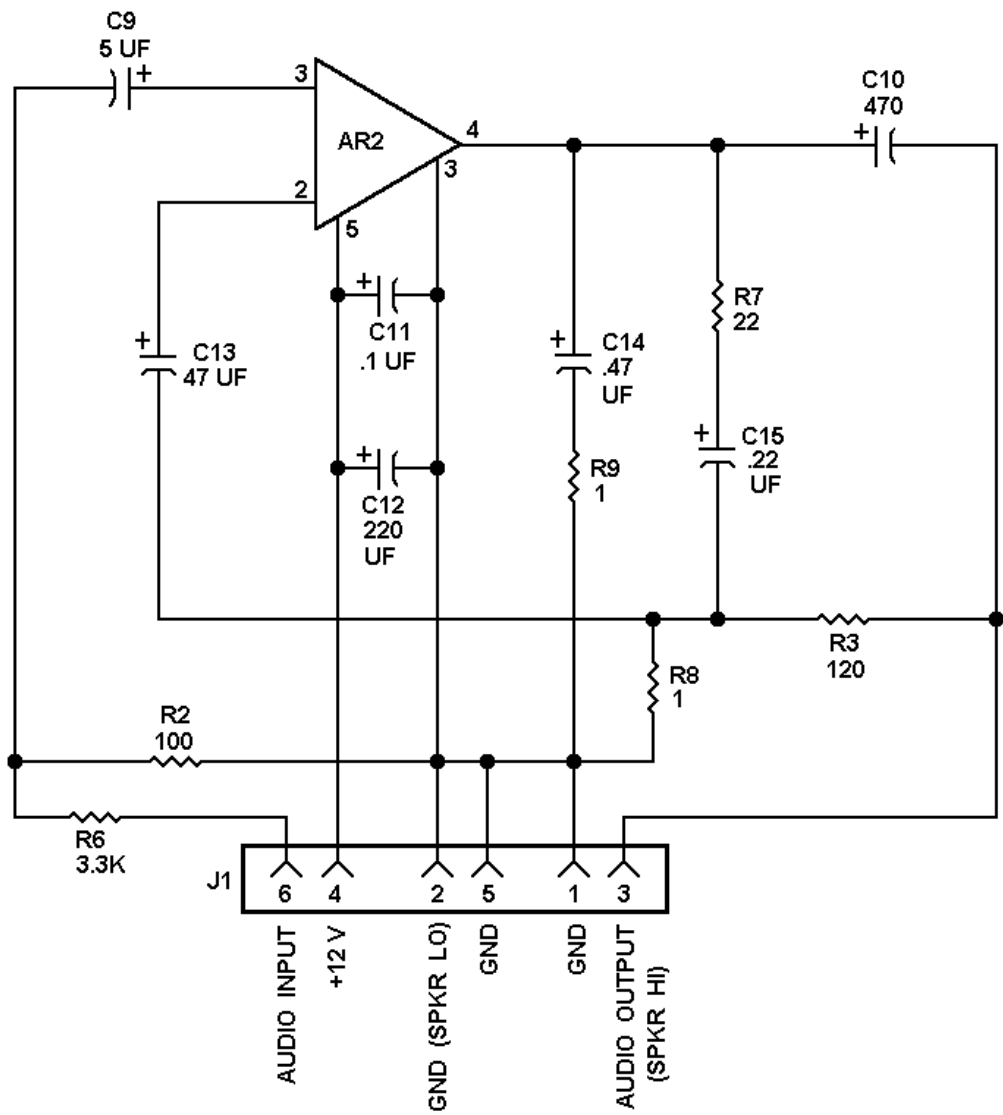 C9
5 UF
+
3
AR2
4
3
2
5
C10
470
+
+
C11
.1 UF
R7
22
+
C13
47 UF
+
C14
.47
UF
+
C15
.22
UF
+
C12
220
UF
R9
1
R3
120
R8
1
R2
100
R6
3.3K
J1
6
4
2
5
1
3
AUDIO INPUT
+12 V
GND (SPKR LO)
GND
GND
AUDIO OUTPUT
(SPKR HI)